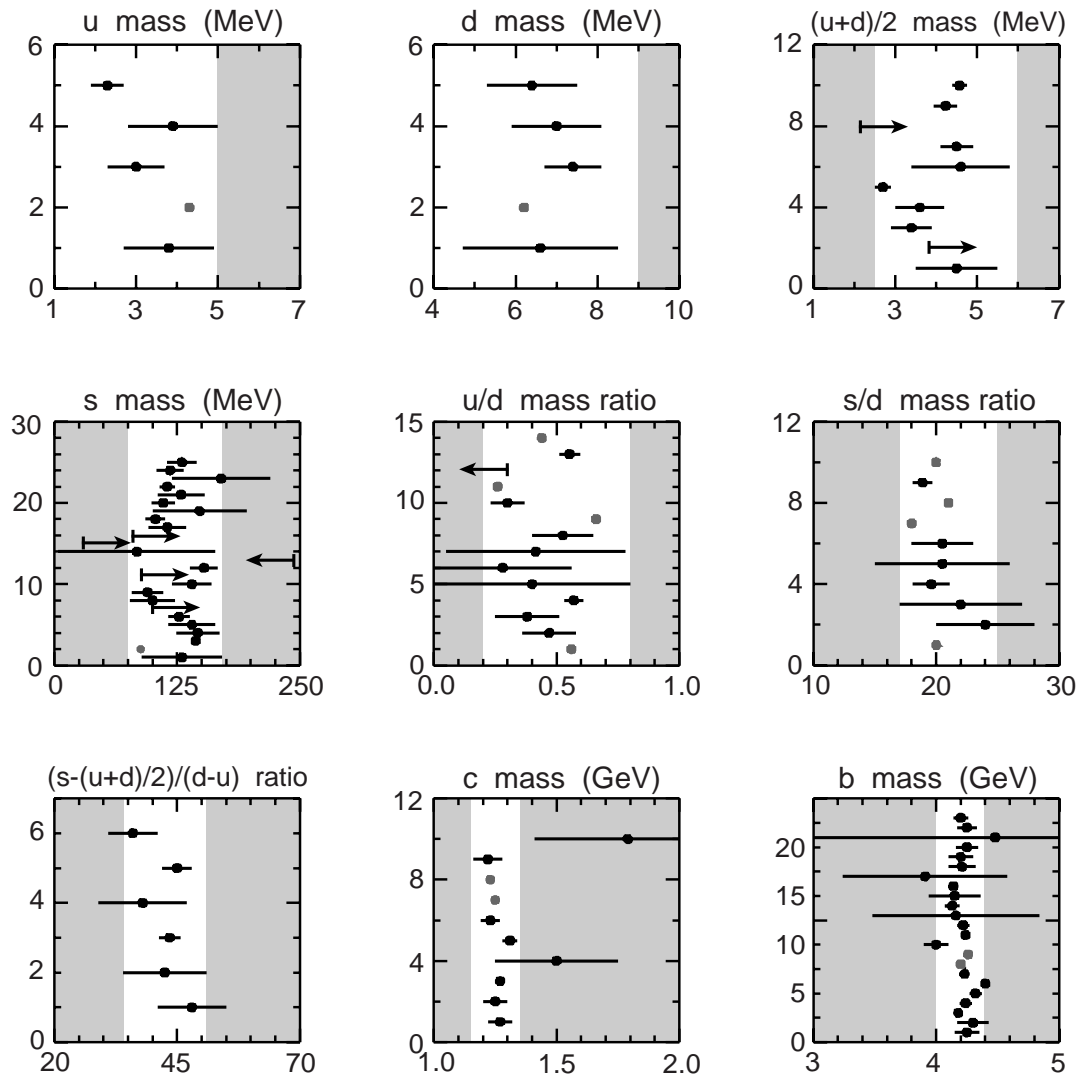 u mass (MeV)
6
4
2
0
1 3 5 7
d mass (MeV)
6
4
2
0
4 6 8 10
(u+d)/2 mass (MeV)
12
8
4
0
1 3 5 7
s mass (MeV)
30
20
10
0
0 125 250
u/d mass ratio
15
10
5
0
0.0 0.5 1.0
s/d mass ratio
12
8
4
0
10 20 30
(s-(u+d)/2)/(d-u) ratio
6
4
2
0
20 45 70
c mass (GeV)
12
8
4
0
1.0 1.5 2.0
b mass (GeV)
20
15
10
5
0
3 4 5